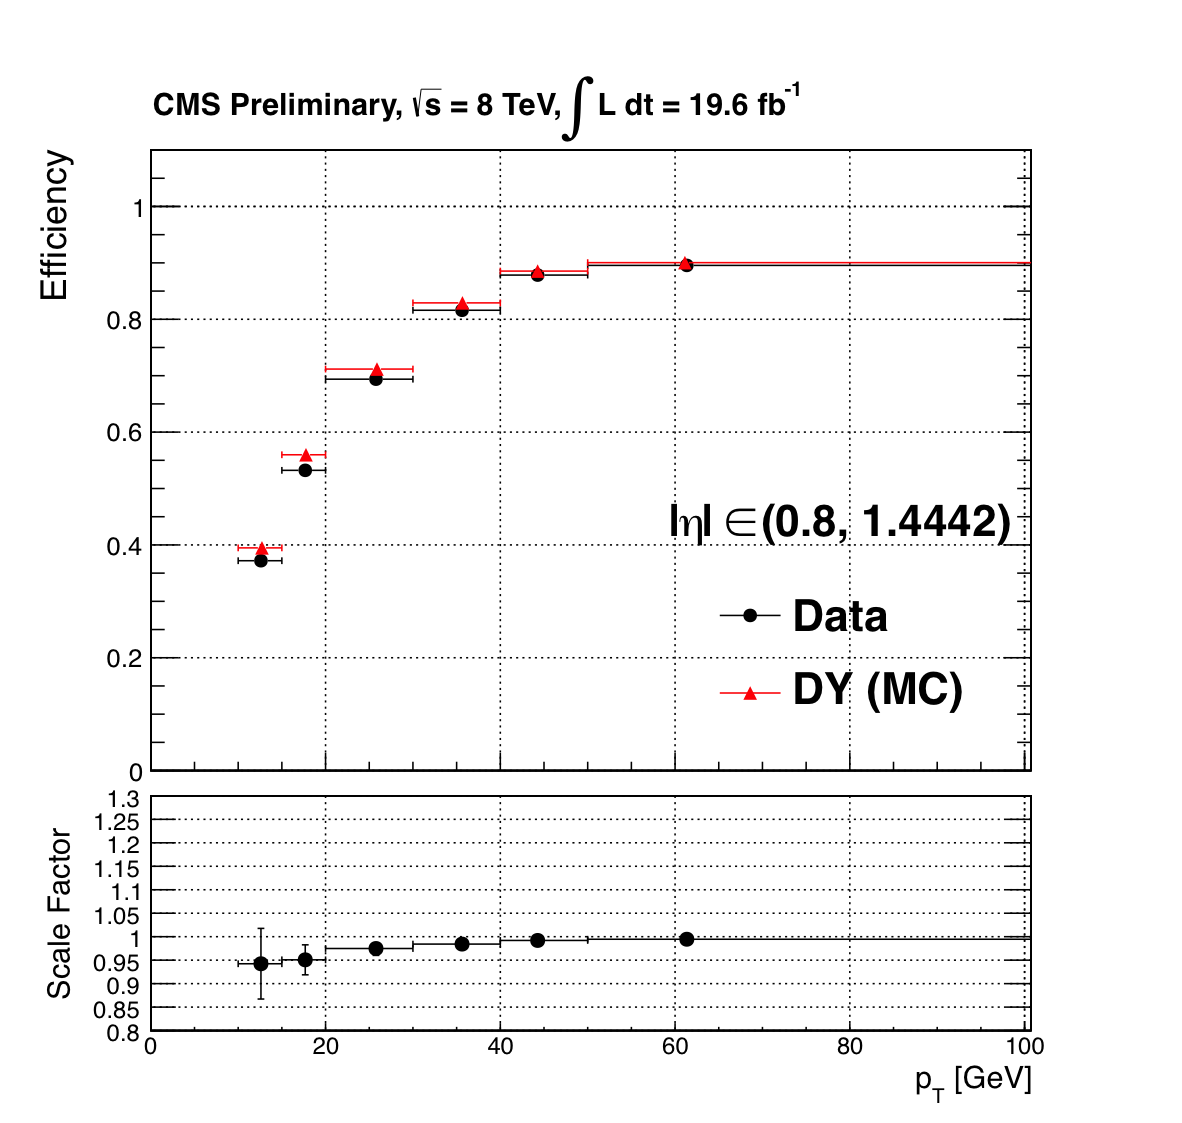 CMS Preliminary, √s = 8 TeV, ∫ L dt = 19.6 fb⁻¹
Efficiency
1
0.8
0.6
0.4
0.2
0
|η| ∈(0.8, 1.4442)
Data
DY (MC)
Scale Factor
1.3
1.25
1.2
1.15
1.1
1.05
1
0.95
0.9
0.85
0.8
0 20 40 60 80 100
p_T [GeV]